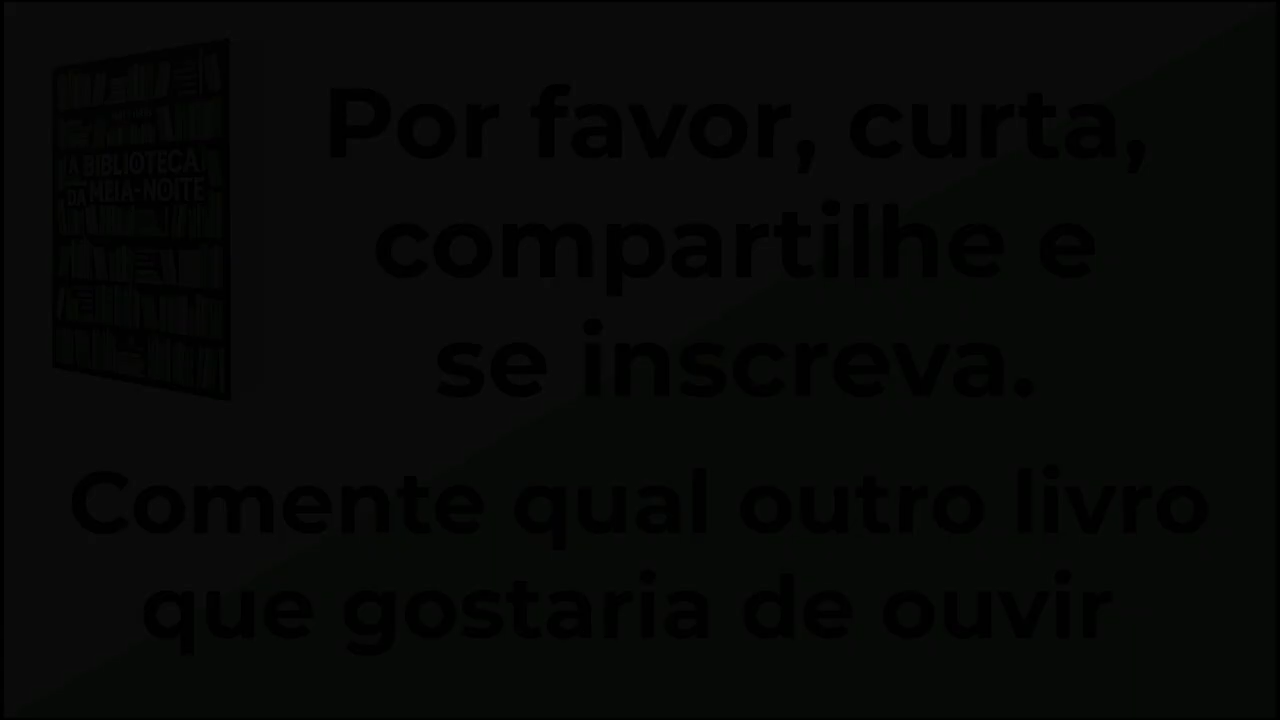 A BIBLIOTECA
DA MEIA-NOITE
Por favor, curta,
compartilhe e
se inscreva.
Comente qual outro livro
que gostaria de ouvir